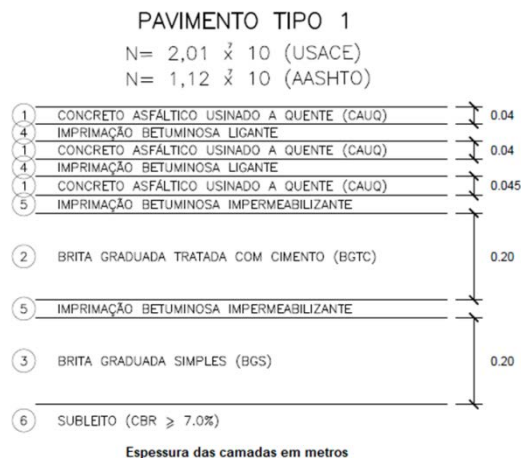 PAVIMENTO TIPO 1
N= 2,01 x 10⁷ (USACE)
N= 1,12 x 10⁷ (AASHTO)
1 CONCRETO ASFÁLTICO USINADO A QUENTE (CAUQ) 0.04
4 IMPRIMAÇÃO BETUMINOSA LIGANTE
1 CONCRETO ASFÁLTICO USINADO A QUENTE (CAUQ) 0.04
4 IMPRIMAÇÃO BETUMINOSA LIGANTE
1 CONCRETO ASFÁLTICO USINADO A QUENTE (CAUQ) 0.045
5 IMPRIMAÇÃO BETUMINOSA IMPERMEABILIZANTE
2 BRITA GRADUADA TRATADA COM CIMENTO (BGTC) 0.20
5 IMPRIMAÇÃO BETUMINOSA IMPERMEABILIZANTE
3 BRITA GRADUADA SIMPLES (BGS) 0.20
6 SUBLEITO (CBR ⩾ 7.0%)
Espessura das camadas em metros